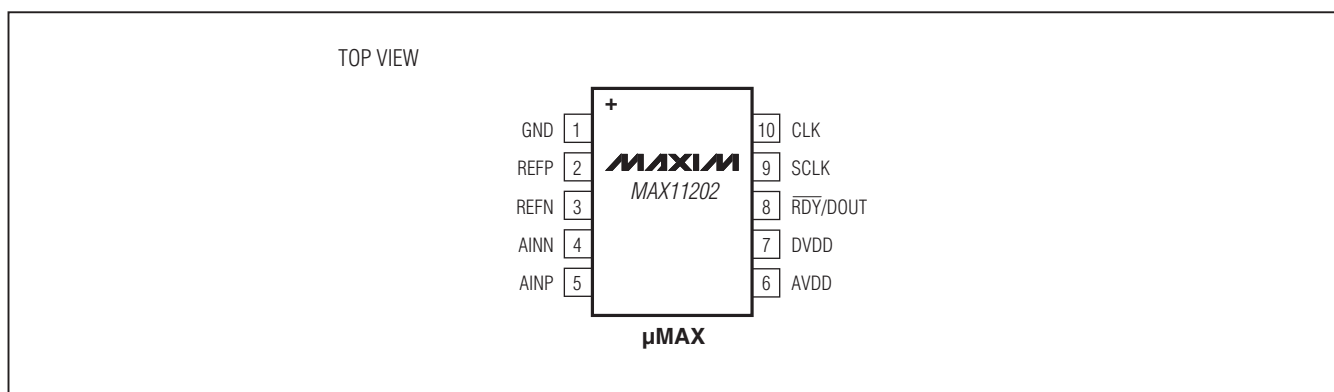 TOP VIEW
+
GND 1
REFP 2
REFN 3
AINN 4
AINP 5
MAXIM
MAX11202
10 CLK
9 SCLK
8 R̅D̅Y̅/DOUT
7 DVDD
6 AVDD
µMAX